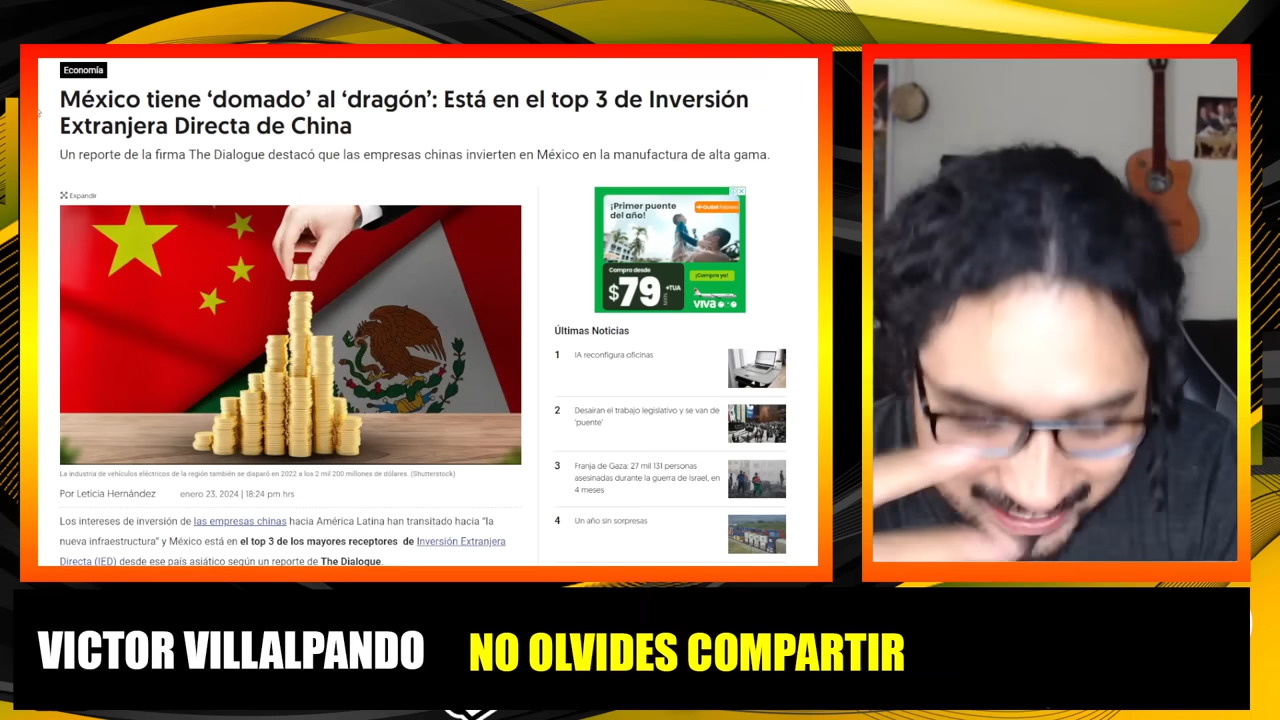 Economía
México tiene ‘domado’ al ‘dragón’: Está en el top 3 de Inversión
Extranjera Directa de China
Un reporte de la firma The Dialogue destacó que las empresas chinas invierten en México en la manufactura de alta gama.
Expandir
La industria de vehículos eléctricos de la región también se disparó en 2022 a los 2 mil 200 millones de dólares. (Shutterstock)
Por Leticia Hernández
enero 23, 2024 | 18:24 pm hrs
Los intereses de inversión de las empresas chinas hacia América Latina han transitado hacia “la
nueva infraestructura” y México está en el top 3 de los mayores receptores de Inversión Extranjera
Directa (IED) desde ese país asiático según un reporte de The Dialogue.
¡Primer puente
del año!
Compra desde
$79
+TUA
MXN
¡Compra ya!
VIVA
Últimas Noticias
1
IA reconfigura oficinas
2
Desairan el trabajo legislativo y se van de
‘puente’
3
Franja de Gaza: 27 mil 131 personas
asesinadas durante la guerra de Israel, en
4 meses
4
Un año sin sorpresas
VICTOR VILLALPANDO
NO OLVIDES COMPARTIR